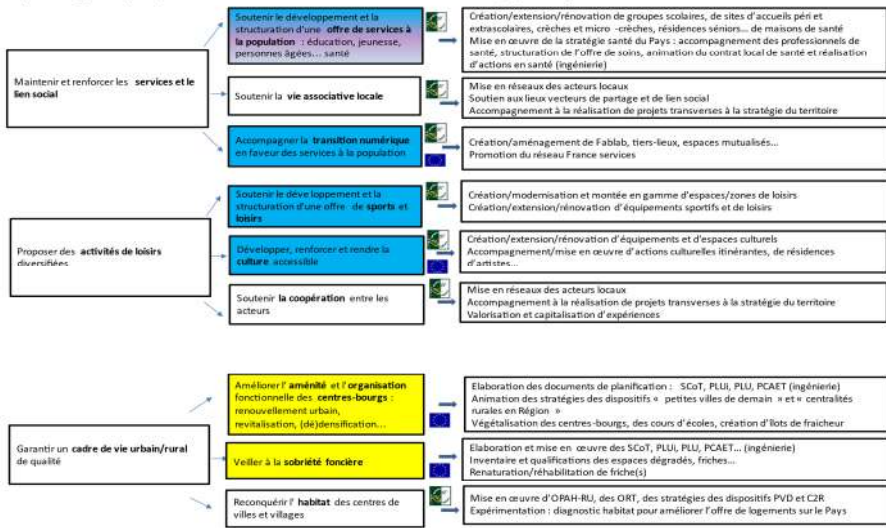 Soutenir le développement et la
structuration d'une offre de services à
la population : éducation, jeunesse,
personnes âgées... santé
Création/extension/rénovation de groupes scolaires, de sites d'accueils péri et
extrascolaires, crèches et micro -crèches, résidences séniors... de maisons de santé
Mise en œuvre de la stratégie santé du Pays : accompagnement des professionnels de
santé, structuration de l'offre de soins, animation du contrat local de santé et réalisation
d'actions en santé (ingénierie)
Maintenir et renforcer les services et le
lien social
Soutenir la vie associative locale
Mise en réseaux des acteurs locaux
Soutien aux lieux vecteurs de partage et de lien social
Accompagnement à la réalisation de projets transverses à la stratégie du territoire
Accompagner la transition numérique
en faveur des services à la population
Création/aménagement de Fablab, tiers-lieux, espaces mutualisés...
Promotion du réseau France services
Soutenir le développement et la
structuration d'une offre de sports et
loisirs
Création/modernisation et montée en gamme d'espaces/zones de loisirs
Création/extension/rénovation d'équipements sportifs et de loisirs
Proposer des activités de loisirs
diversifiées
Développer, renforcer et rendre la
culture accessible
Création/extension/rénovation d'équipements et d'espaces culturels
Accompagnement/mise en œuvre d'actions culturelles itinérantes, de résidences
d'artistes...
Soutenir la coopération entre les
acteurs
Mise en réseaux des acteurs locaux
Accompagnement à la réalisation de projets transverses à la stratégie du territoire
Valorisation et capitalisation d'expériences
Améliorer l'aménité et l'organisation
fonctionnelle des centres-bourgs :
renouvellement urbain,
revitalisation, (dé)densification...
Elaboration des documents de planification : SCoT, PLUi, PLU, PCAET (ingénierie)
Animation des stratégies des dispositifs « petites villes de demain » et « centralités
rurales en Région »
Végétalisation des centres-bourgs, des cours d'écoles, création d'îlots de fraicheur
Garantir un cadre de vie urbain/rural
de qualité
Veiller à la sobriété foncière
Elaboration et mise en œuvre des SCoT, PLUi, PLU, PCAET... (ingénierie)
Inventaire et qualifications des espaces dégradés, friches...
Renaturation/réhabilitation de friche(s)
Reconquérir l'habitat des centres de
villes et villages
Mise en œuvre d'OPAH-RU, des ORT, des stratégies des dispositifs PVD et C2R
Expérimentation : diagnostic habitat pour améliorer l'offre de logements sur le Pays